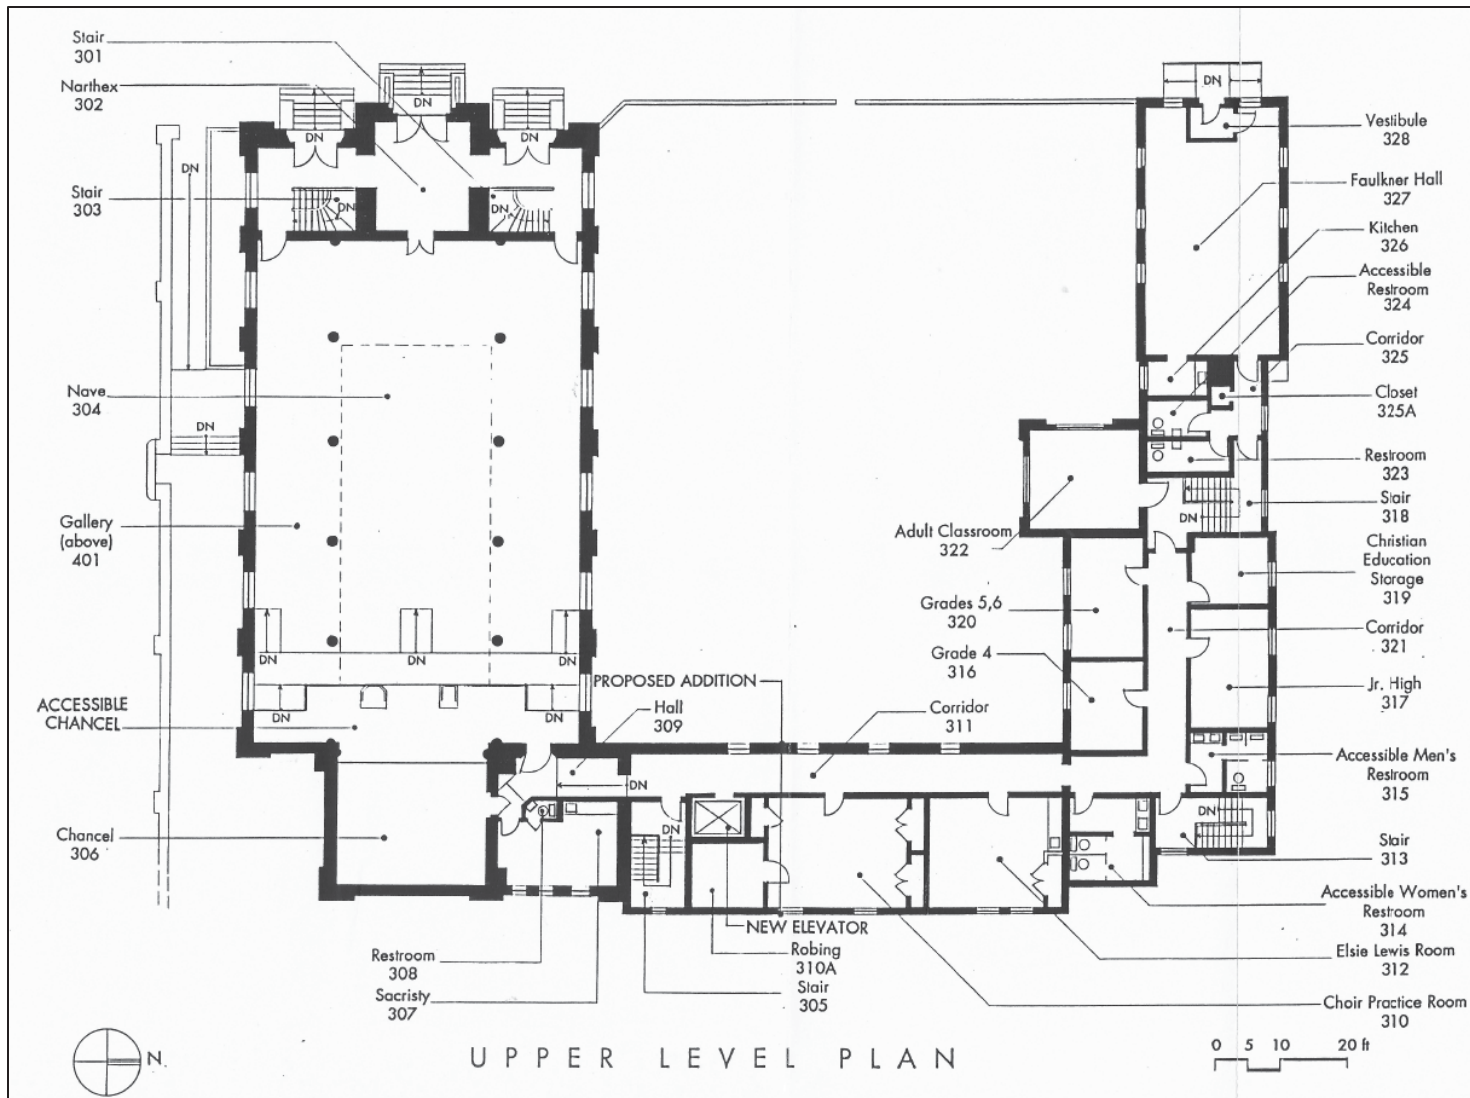 Stair
301
Narthex
302
Stair
303
Nave
304
Gallery
(above)
401
ACCESSIBLE
CHANCEL
Chancel
306
DN
DN
DN
DN
DN
DN
DN
DN
DN
DN
DN
DN
DN
PROPOSED ADDITION
Hall
309
DN
DN
Corridor
311
Restroom
308
Sacristy
307
NEW ELEVATOR
Robing
310A
Stair
305
DN
Vestibule
328
Faulkner Hall
327
Kitchen
326
Accessible
Restroom
324
Corridor
325
Closet
325A
Restroom
323
Stair
318
DN
Adult Classroom
322
Christian
Education
Storage
319
Grades 5,6
320
Corridor
321
Grade 4
316
Jr. High
317
Accessible Men's
Restroom
315
DN
Stair
313
Accessible Women's
Restroom
314
Elsie Lewis Room
312
Choir Practice Room
310
N
UPPER LEVEL PLAN
0 5 10 20 ft